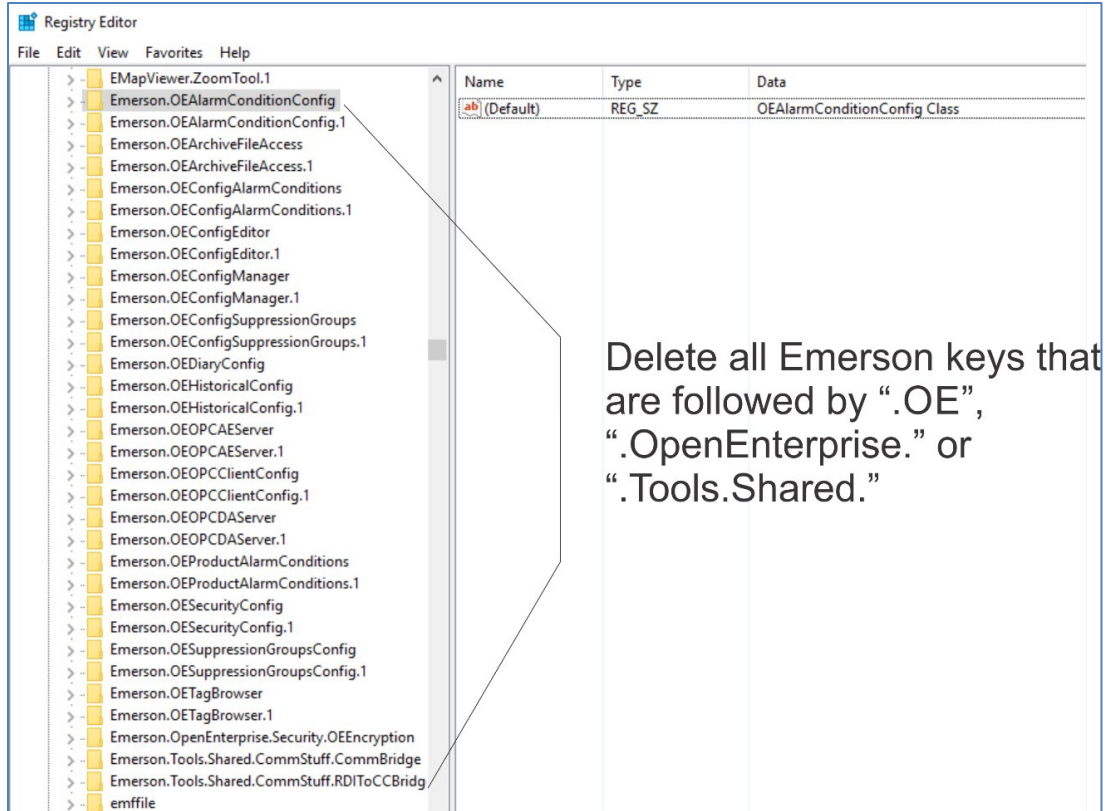 Registry Editor
File Edit View Favorites Help
EMapViewer.ZoomTool.1
Emerson.OEAlarmConditionConfig
Emerson.OEAlarmConditionConfig.1
Emerson.OEArchiveFileAccess
Emerson.OEArchiveFileAccess.1
Emerson.OEConfigAlarmConditions
Emerson.OEConfigAlarmConditions.1
Emerson.OEConfigEditor
Emerson.OEConfigEditor.1
Emerson.OEConfigManager
Emerson.OEConfigManager.1
Emerson.OEConfigSuppressionGroups
Emerson.OEConfigSuppressionGroups.1
Emerson.OEDiaryConfig
Emerson.OEHistoricalConfig
Emerson.OEHistoricalConfig.1
Emerson.OEOPCAEServer
Emerson.OEOPCAEServer.1
Emerson.OEOPCClientConfig
Emerson.OEOPCClientConfig.1
Emerson.OEOPCDAServer
Emerson.OEOPCDAServer.1
Emerson.OEProductAlarmConditions
Emerson.OEProductAlarmConditions.1
Emerson.OESecurityConfig
Emerson.OESecurityConfig.1
Emerson.OESuppressionGroupsConfig
Emerson.OESuppressionGroupsConfig.1
Emerson.OETagBrowser
Emerson.OETagBrowser.1
Emerson.OpenEnterprise.Security.OEEncryption
Emerson.Tools.Shared.CommStuff.CommBridge
Emerson.Tools.Shared.CommStuff.RDIToCCBridg
emffile
Name Type Data
ab (Default) REG_SZ OEAlarmConditionConfig Class
Delete all Emerson keys that
are followed by “.OE”,
“.OpenEnterprise.” or
“.Tools.Shared.”